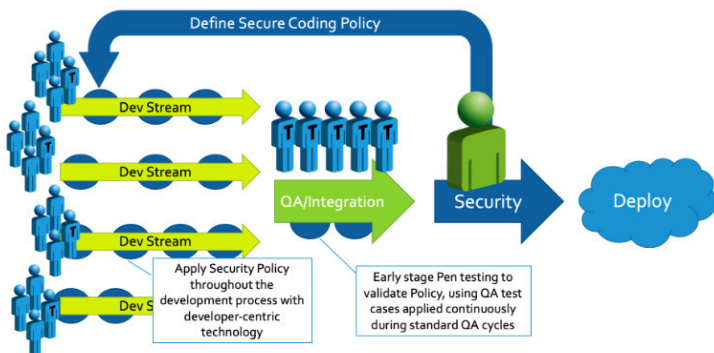 Define Secure Coding Policy
T
Dev Stream
T
Dev Stream
T
Dev Stream
T
Dev S
T T T T T
QA/Integration
Security
Deploy
Apply Security Policy
throughout the
development process with
developer-centric
technology
Early stage Pen testing to
validate Policy, using QA test
cases applied continuously
during standard QA cycles